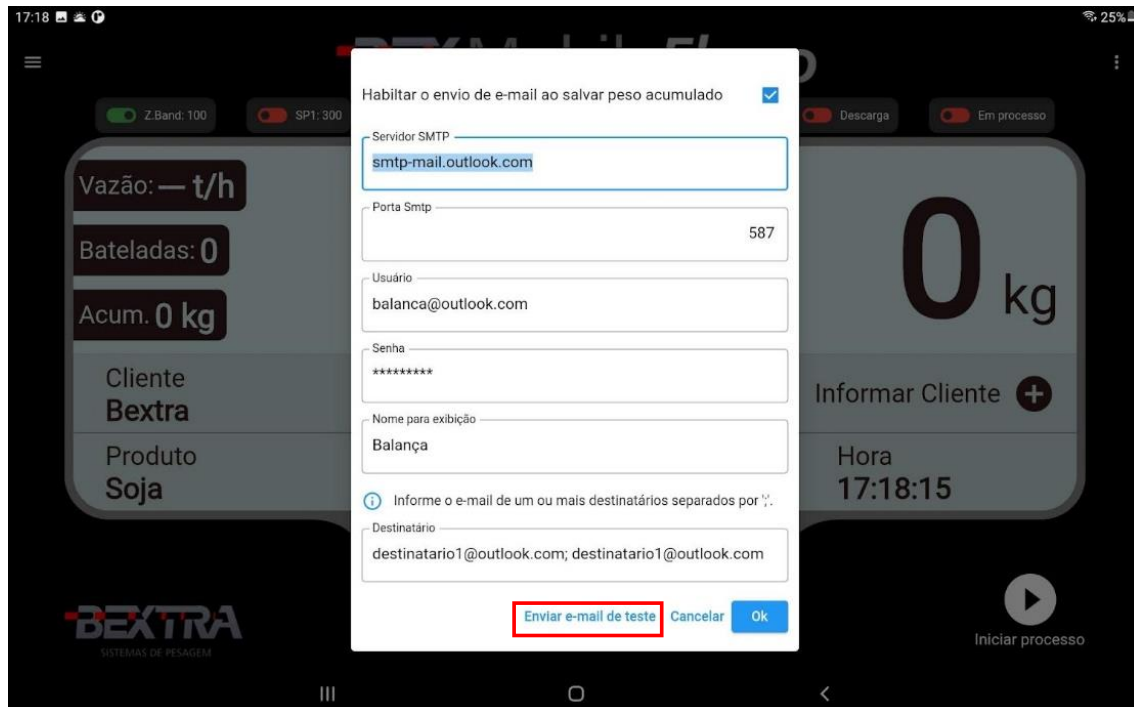 17:18
25%
BEX Mobile Fluxo
Habiltar o envio de e-mail ao salvar peso acumulado
Z.Band: 100
SP1: 300
Descarga
Em processo
Servidor SMTP
smtp-mail.outlook.com
Vazão: — t/h
Porta Smtp
587
Bateladas: 0
0 kg
Usuário
balanca@outlook.com
Acum. 0 kg
Senha
*********
Cliente
Bextra
Informar Cliente
Nome para exibição
Balança
Produto
Soja
Hora
17:18:15
Informe o e-mail de um ou mais destinatários separados por ';'.
Destinatário
destinatario1@outlook.com; destinatario1@outlook.com
Enviar e-mail de teste
Cancelar
Ok
BEXTRA
SISTEMAS DE PESAGEM
Iniciar processo